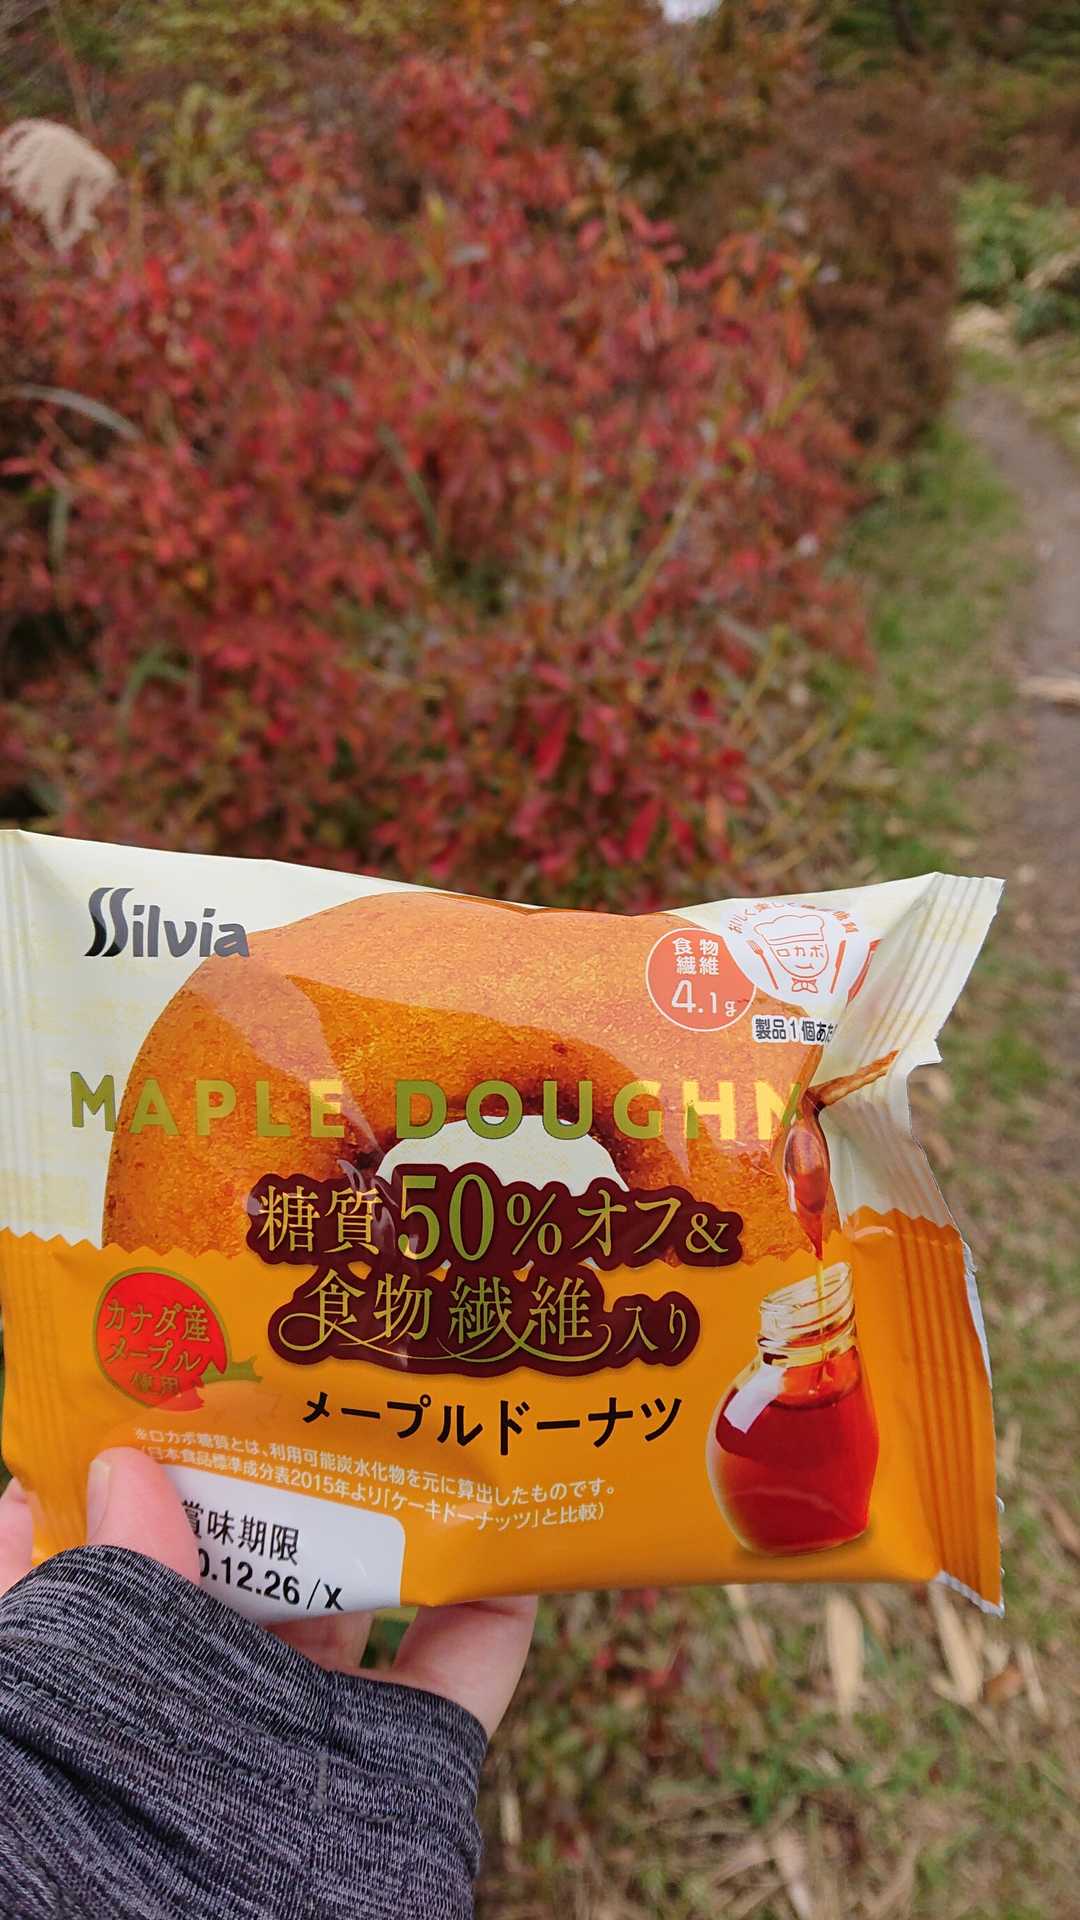 Silvia
食物
繊維
4.1g
ロカボ
製品1個あた
MAPLE DOUGHN
糖質50%オフ&
食物繊維入り
カナダ産
メープル
使用
メープルドーナツ
※ロカボ糖質とは、利用可能炭水化物を元に算出したものです。
日本食品標準成分表2015年より「ケーキドーナッツ」と比較)
賞味期限
0.12.26/X